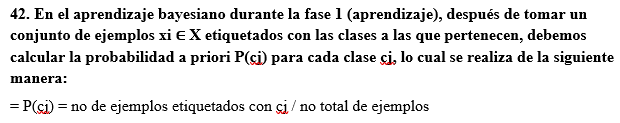 42. En el aprendizaje bayesiano durante la fase 1 (aprendizaje), después de tomar un
conjunto de ejemplos xi ∈ X etiquetados con las clases a las que pertenecen, debemos
calcular la probabilidad a priori P(cj) para cada clase cj, lo cual se realiza de la siguiente
manera:
= P(cj) = no de ejemplos etiquetados con cj / no total de ejemplos